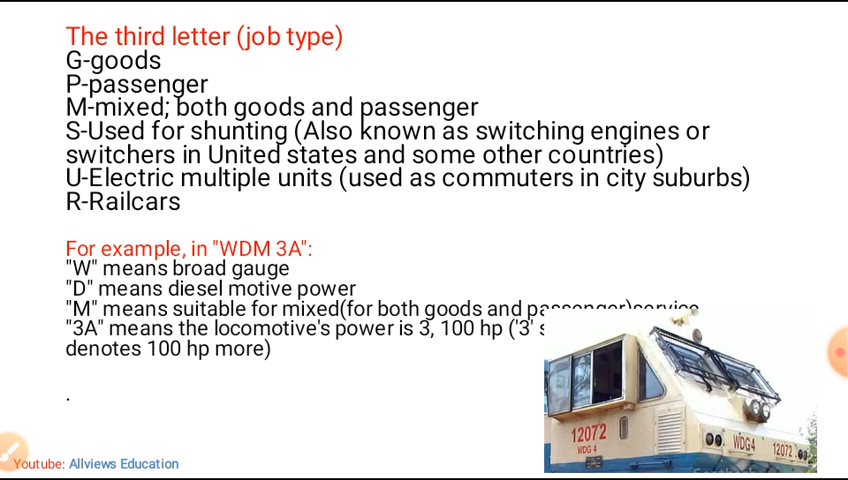 The third letter (job type)
G-goods
P-passenger
M-mixed; both goods and passenger
S-Used for shunting (Also known as switching engines or
switchers in United states and some other countries)
U-Electric multiple units (used as commuters in city suburbs)
R-Railcars
For example, in "WDM 3A":
"W" means broad gauge
"D" means diesel motive power
"M" means suitable for mixed(for both goods and passenger)service
"3A" means the locomotive's power is 3, 100 hp ('3'
denotes 100 hp more)
.
12072
WDG 4
WDG4
12072
Youtube: Allviews Education